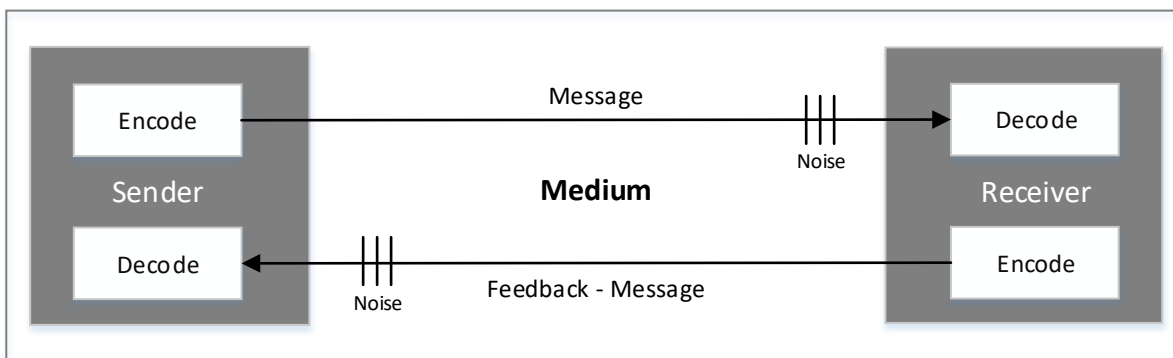 Message
Encode
Decode
Noise
Sender
Medium
Receiver
Decode
Encode
Noise
Feedback - Message